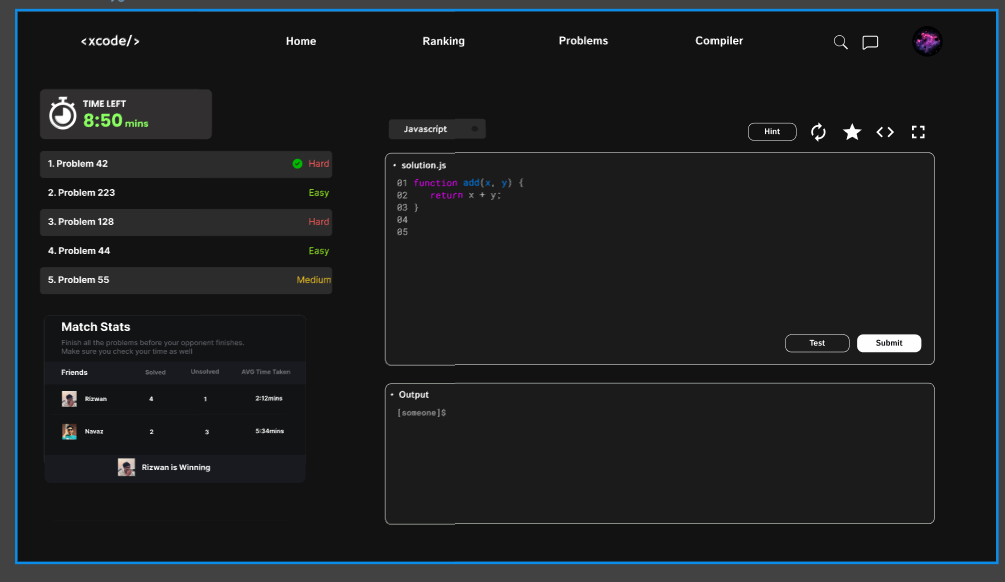 <xcode/>
Home
Ranking
Problems
Compiler
TIME LEFT
8:50 mins
1. Problem 42 Hard
2. Problem 223 Easy
3. Problem 128 Hard
4. Problem 44 Easy
5. Problem 55 Medium
Match Stats
Finish all the problems before your opponent finishes.
Make sure you check your time as well
Friends Solved Unsolved AVG Time Taken
Rizwan 4 1 2:12mins
Navaz 2 3 5:34mins
Rizwan is Winning
Javascript
Hint
• solution.js
01 function add(x, y) {
02 return x + y;
03 }
04
05
Test
Submit
• Output
[someone]$